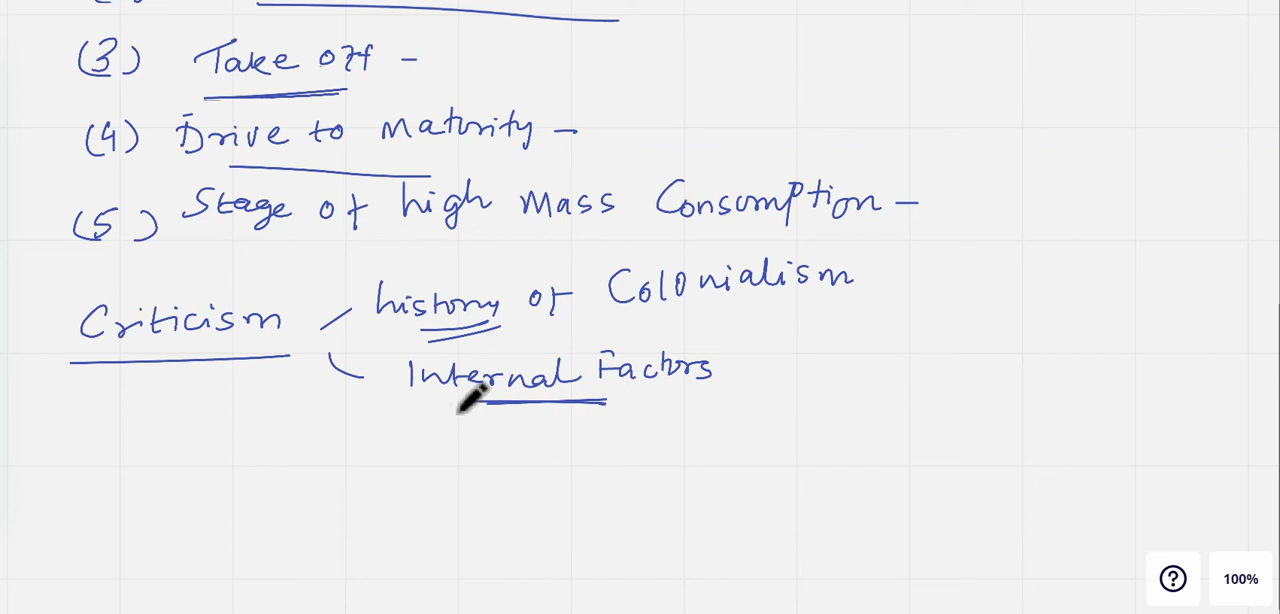 (3) Take off -
(4) Drive to Maturity -
(5) Stage of high Mass Consumption -
Criticism
history of Colonialism
Internal Factors
100%